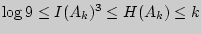 log 9 ≤ I(A_k)^3 ≤ H(A_k) ≤ k